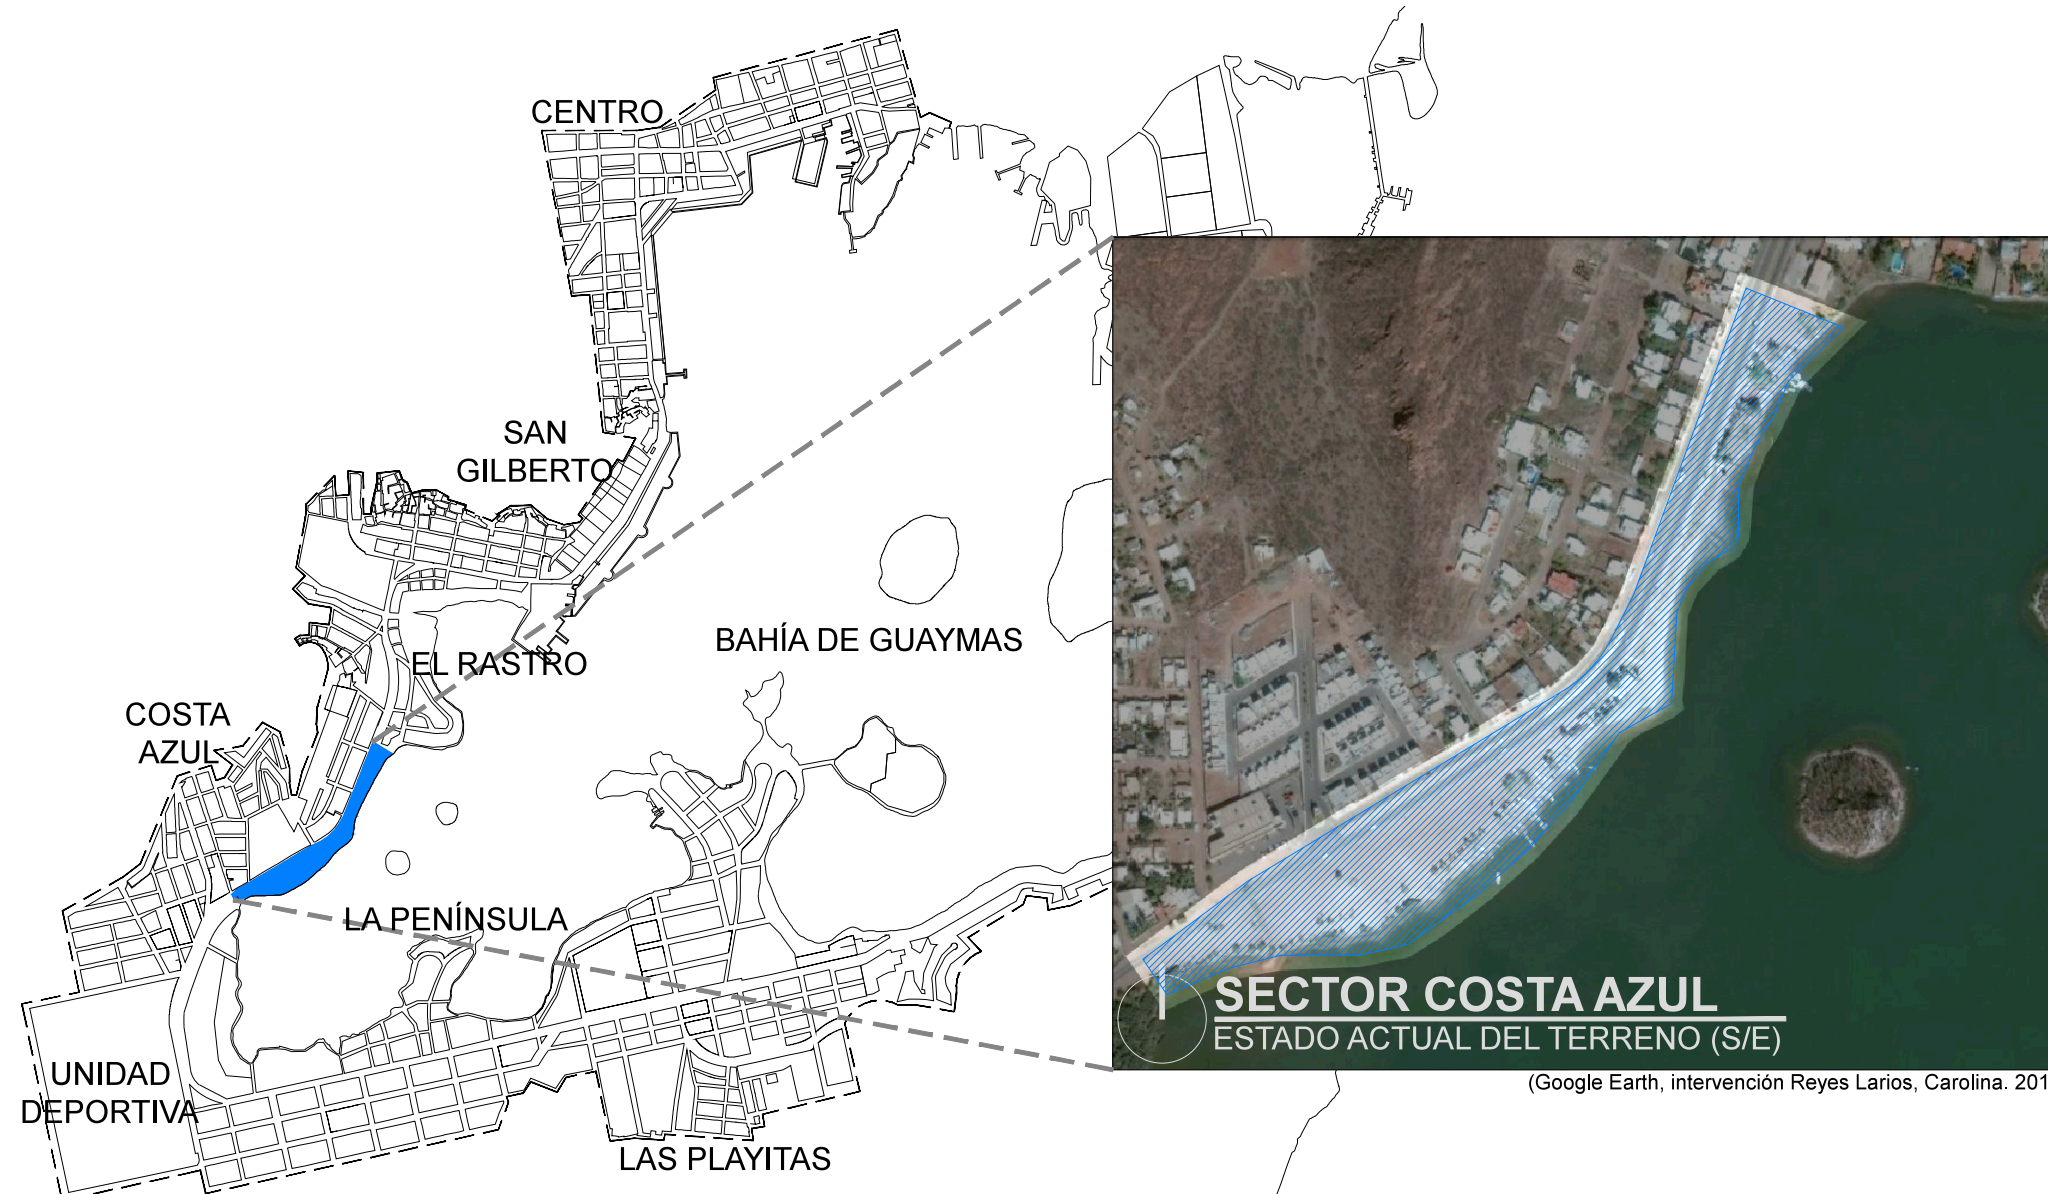 CENTRO
SAN
GILBERTO
BAHÍA DE GUAYMAS
EL RASTRO
COSTA
AZUL
LA PENÍNSULA
SECTOR COSTA AZUL
ESTADO ACTUAL DEL TERRENO (S/E)
UNIDAD
DEPORTIVA
(Google Earth, intervención Reyes Larios, Carolina. 201
LAS PLAYITAS